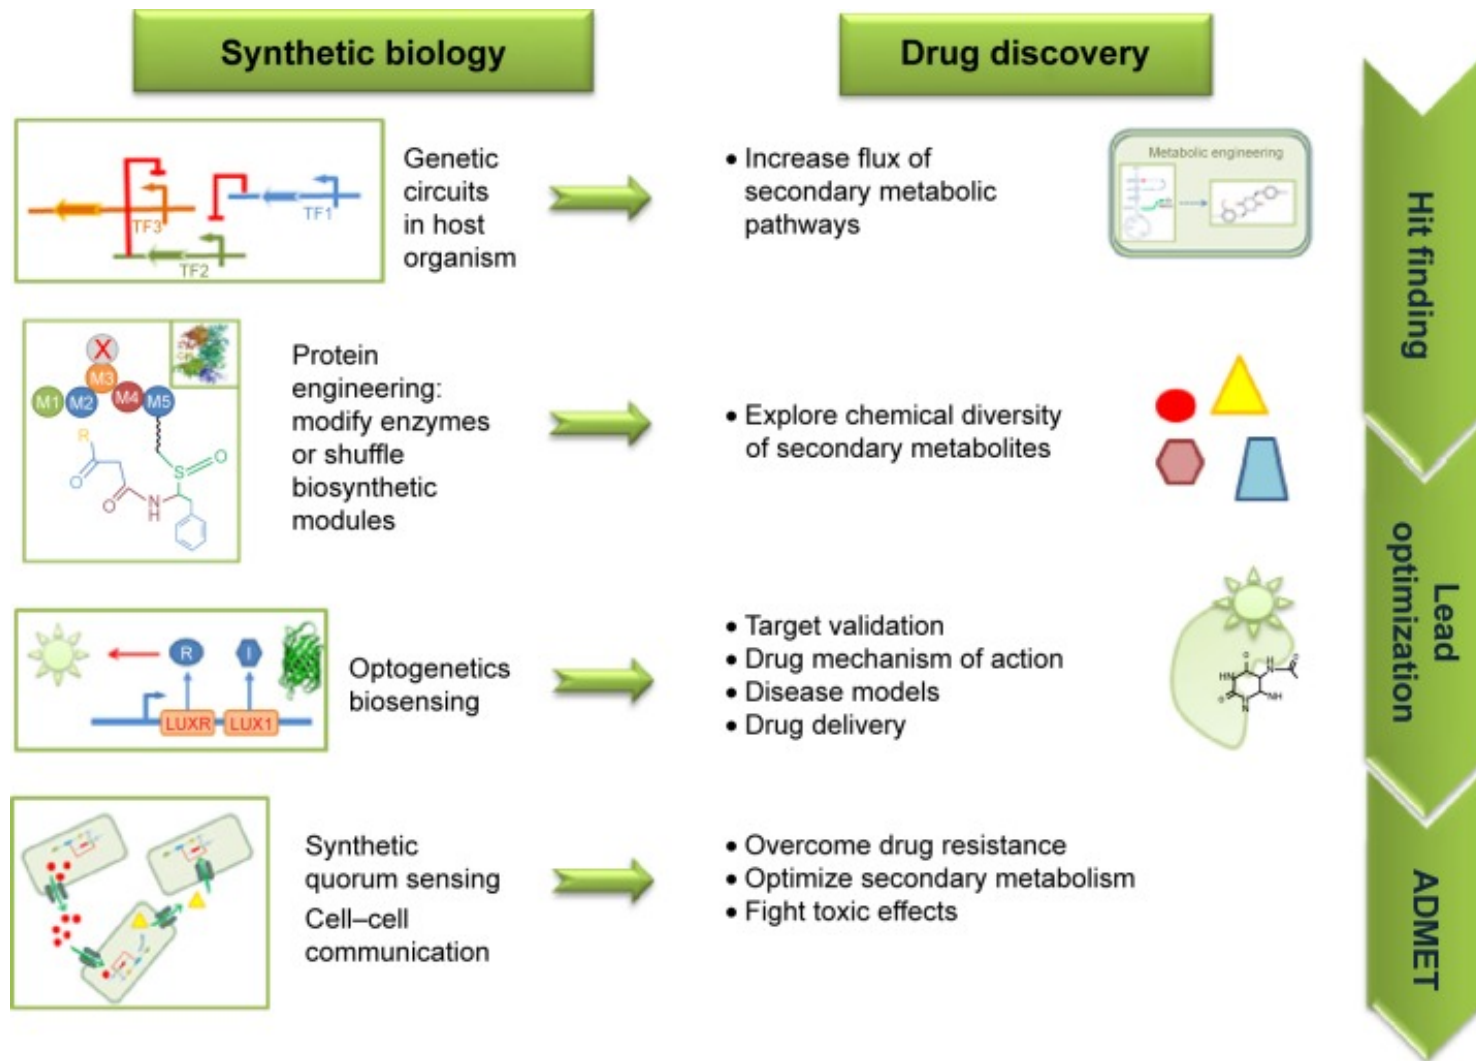 Synthetic biology
Drug discovery
TF3
TF1
TF2
Genetic
circuits
in host
organism
• Increase flux of
secondary metabolic
pathways
Metabolic engineering
Hit finding
X
M1
M2
M3
M4
M5
R
O
O
N
H
S
O
Protein
engineering:
modify enzymes
or shuffle
biosynthetic
modules
• Explore chemical diversity
of secondary metabolites
Lead
optimization
R
I
LUXR
LUX1
Optogenetics
biosensing
• Target validation
• Drug mechanism of action
• Disease models
• Drug delivery
O
H
N
O
HN
O
N
NH
Synthetic
quorum sensing
Cell–cell
communication
• Overcome drug resistance
• Optimize secondary metabolism
• Fight toxic effects
ADMET